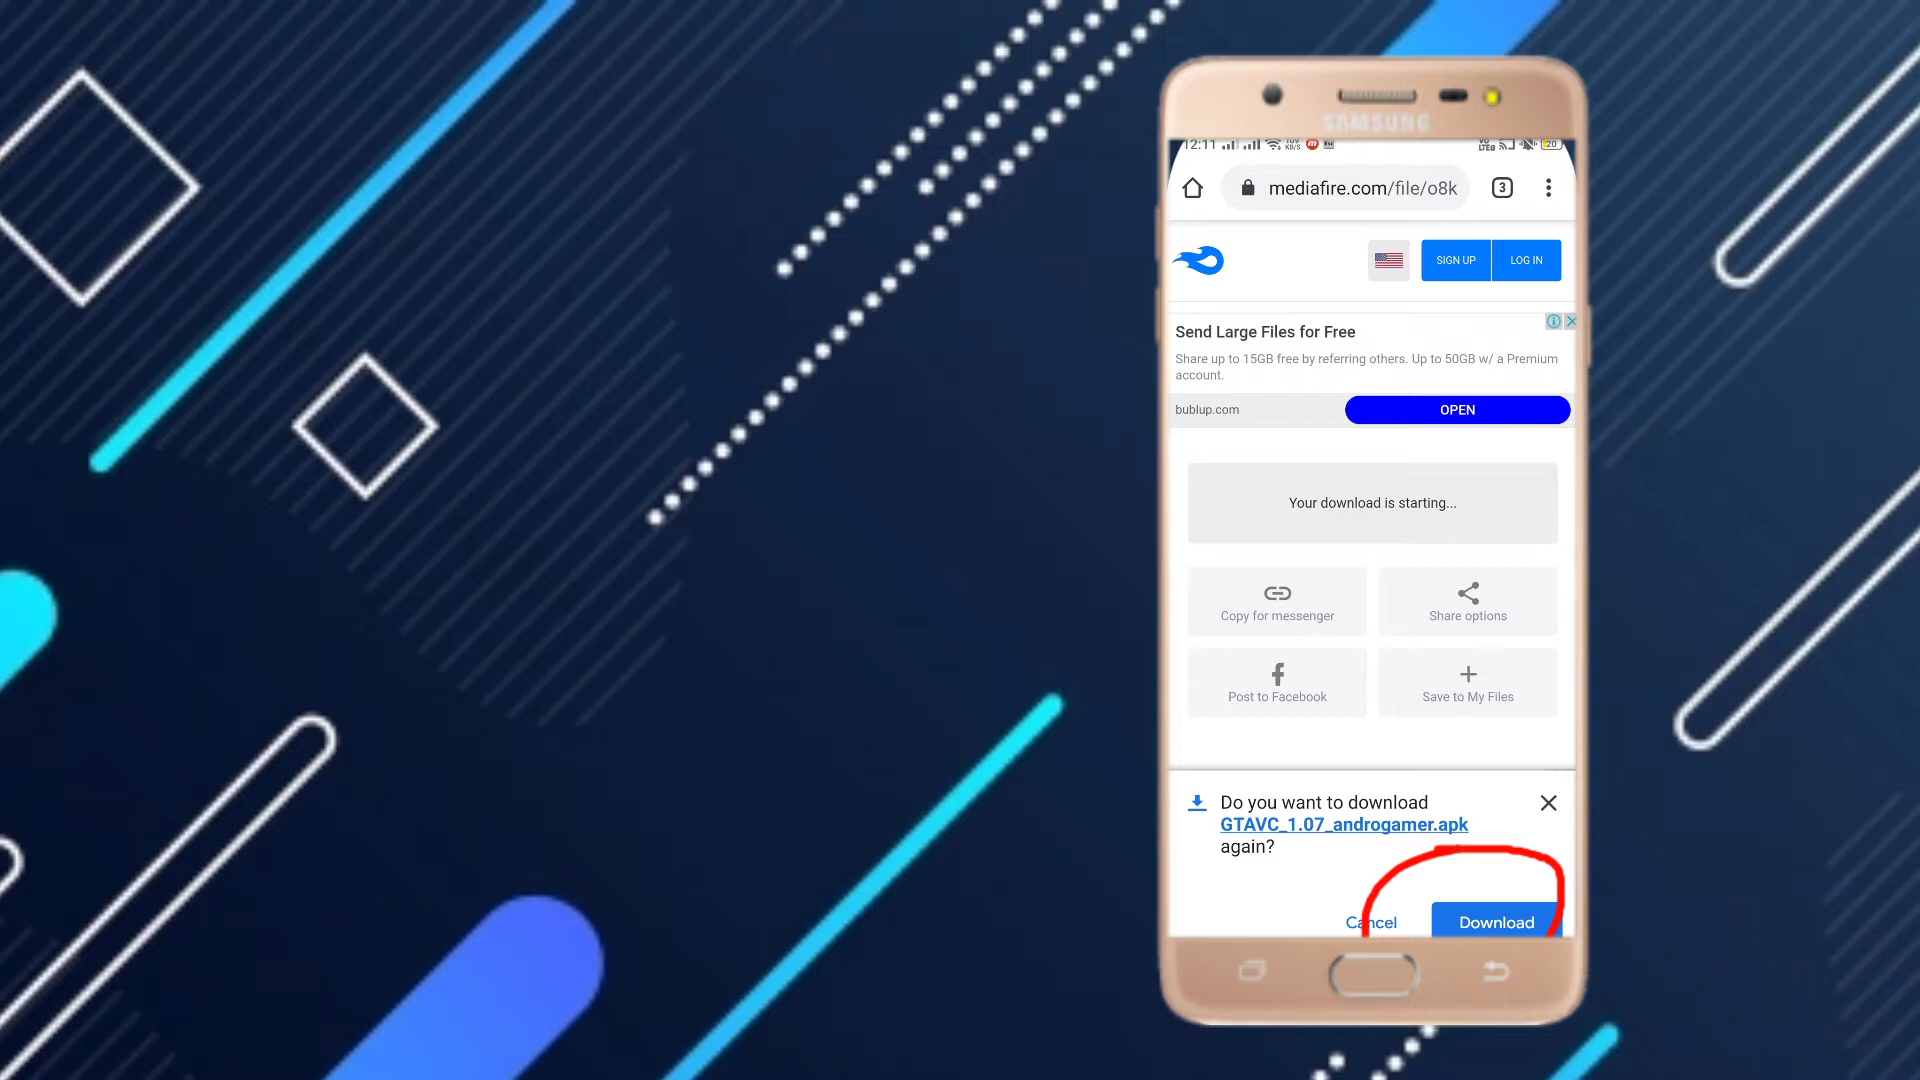 SAMSUNG
12:11
KB/S
LTE
20
mediafire.com/file/o8k
3
SIGN UP
LOG IN
Send Large Files for Free
Share up to 15GB free by referring others. Up to 50GB w/ a Premium
account.
bublup.com
OPEN
Your download is starting...
Copy for messenger
Share options
Post to Facebook
Save to My Files
Do you want to download
GTAVC_1.07_androgamer.apk
again?
Cancel
Download